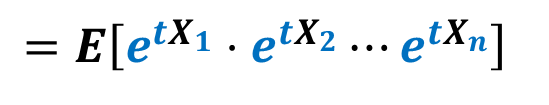 = E[e^{tX_1} · e^{tX_2} ⋯ e^{tX_n}]